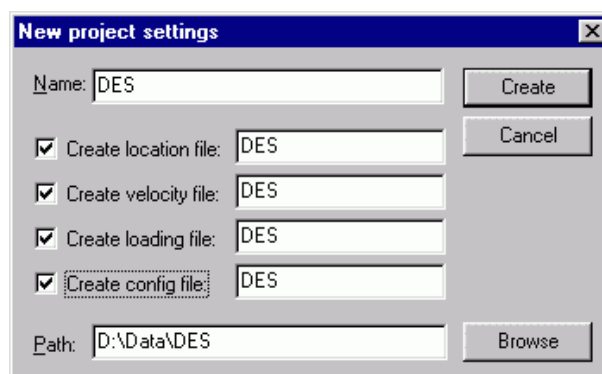 New project settings
Name: DES
Create
Cancel
Create location file: DES
Create velocity file: DES
Create loading file: DES
Create config file: DES
Path: D:\Data\DES
Browse